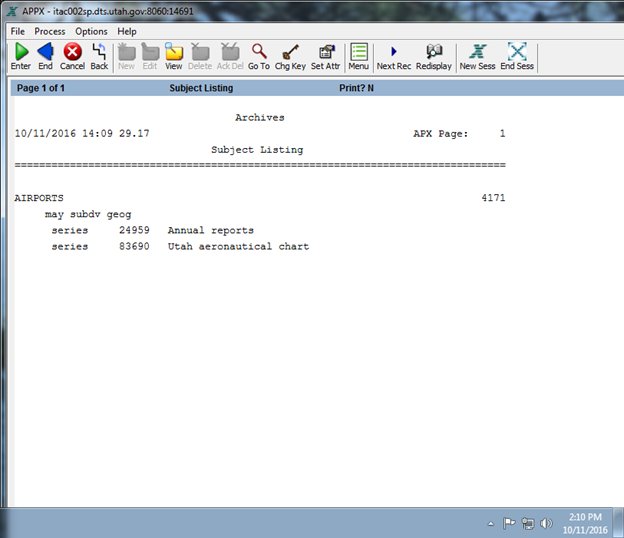 APPX - itac002sp.dts.utah.gov:8060:14691
File Process Options Help
Enter End Cancel Back New Edit View Delete Ack Del Go To Chg Key Set Attr Menu Next Rec Redisplay New Sess End Sess
Page 1 of 1 Subject Listing Print? N
Archives
10/11/2016 14:09 29.17 APX Page: 1
Subject Listing
================================================================================
AIRPORTS 4171
may subdv geog
series 24959 Annual reports
series 83690 Utah aeronautical chart
2:10 PM
10/11/2016